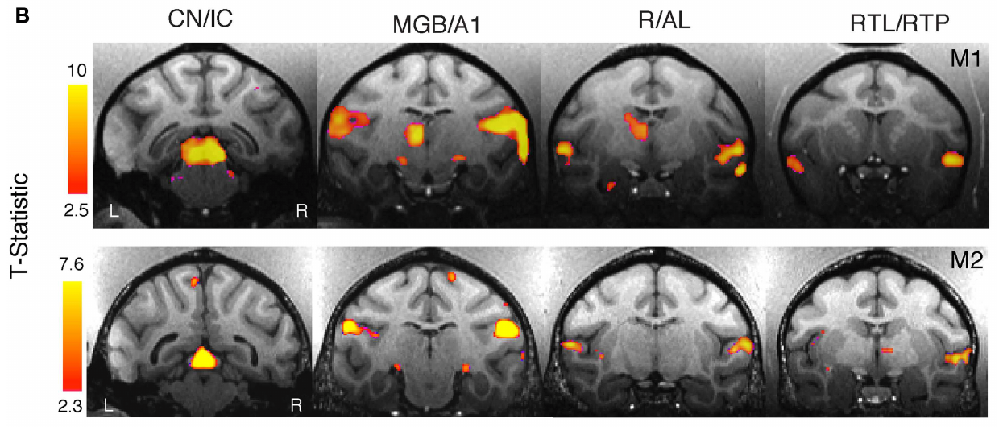 B
CN/IC
MGB/A1
R/AL
RTL/RTP
M1
10
2.5
L
R
T-Statistic
M2
7.6
2.3
L
R